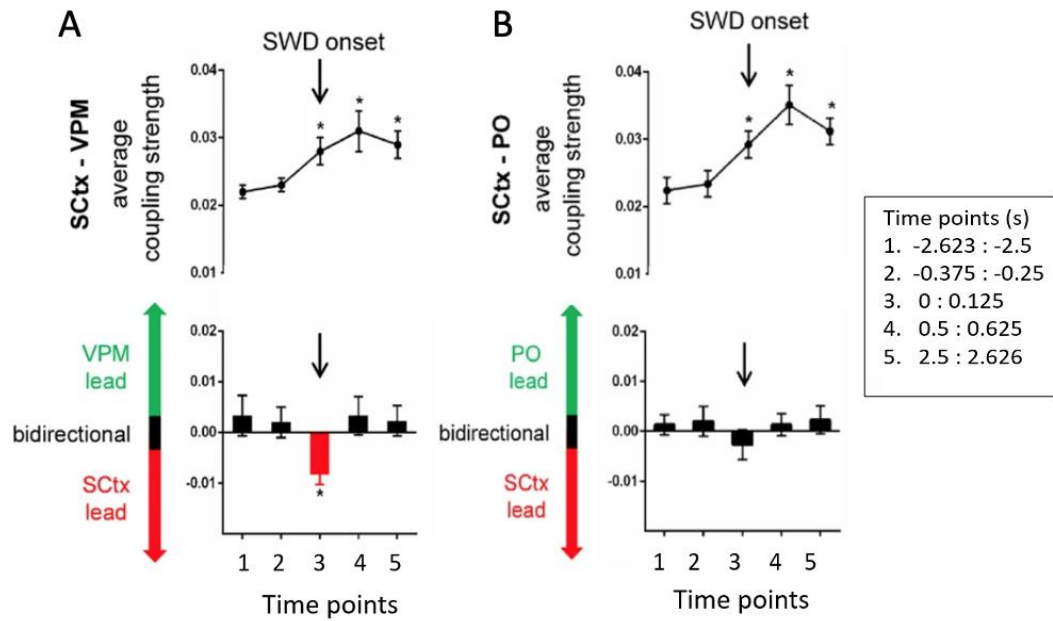 A
SWD onset
SCtx - VPM
average
coupling strength
0.04
0.03
0.02
0.01
*
*
*
VPM
lead
bidirectional
SCtx
lead
0.02
0.01
0.00
-0.01
*
1 2 3 4 5
Time points
B
SWD onset
SCtx - PO
average
coupling strength
0.04
0.03
0.02
0.01
*
*
*
PO
lead
bidirectional
SCtx
lead
0.02
0.01
0.00
-0.01
1 2 3 4 5
Time points
Time points (s)
1. -2.623 : -2.5
2. -0.375 : -0.25
3. 0 : 0.125
4. 0.5 : 0.625
5. 2.5 : 2.626